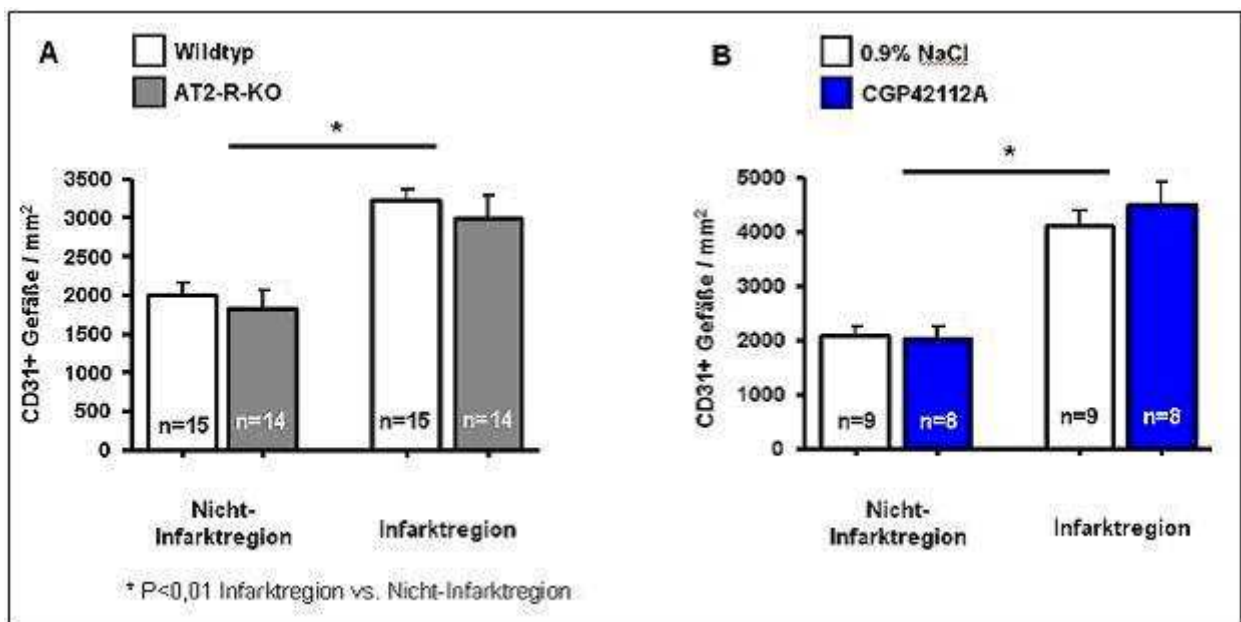 A
Wildtyp
AT2-R-KO
*
CD31+ Gefäße / mm²
3500
3000
2500
2000
1500
1000
500
0
n=15
n=14
n=15
n=14
Nicht-
Infarktregion
Infarktregion
* P<0,01 Infarktregion vs. Nicht-Infarktregion
B
0.9% NaCl
CGP42112A
*
CD31+ Gefäße / mm²
5000
4000
3000
2000
1000
0
n=9
n=8
n=9
n=8
Nicht-
Infarktregion
Infarktregion